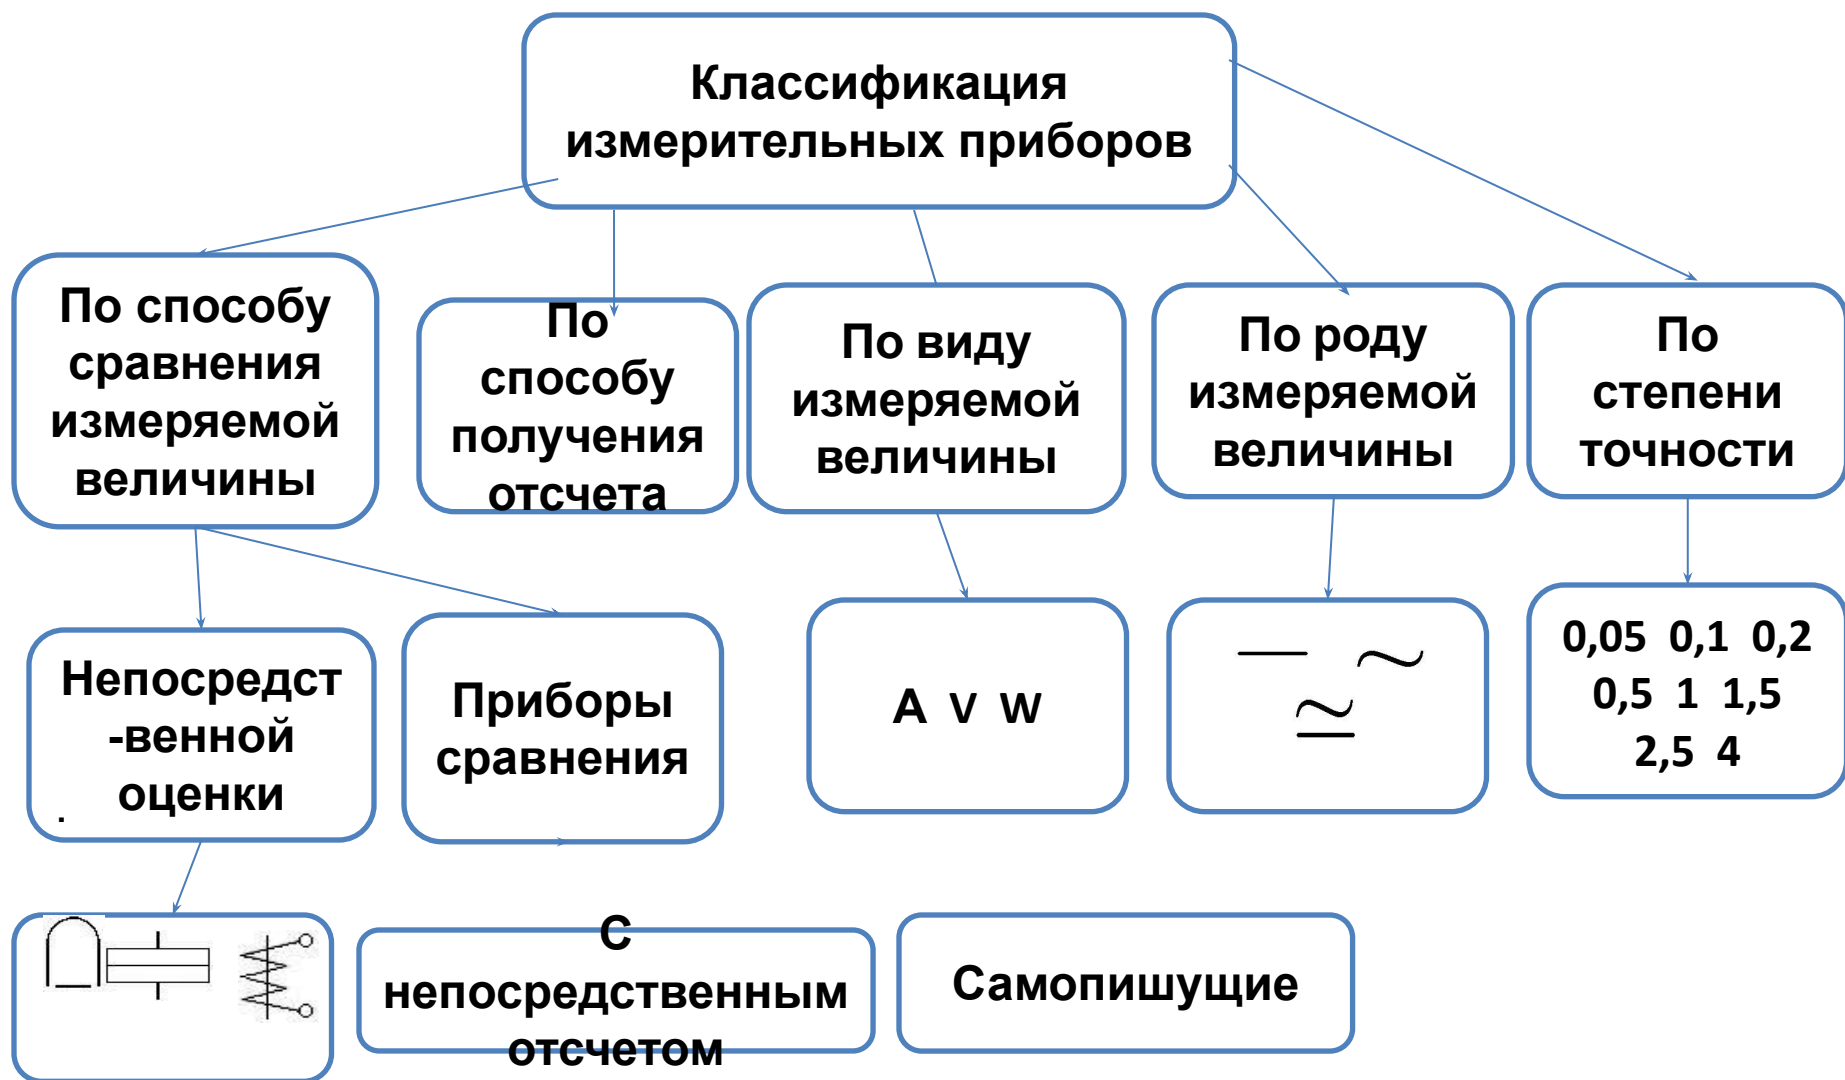 Классификация
измерительных приборов
По способу
сравнения
измеряемой
величины
По
способу
получения
отсчета
По виду
измеряемой
величины
По роду
измеряемой
величины
По
степени
точности
Непосредст
-венной
оценки
.
Приборы
сравнения
А V W
— ~
≃
0,05 0,1 0,2
0,5 1 1,5
2,5 4
С
непосредственным
отсчетом
Самопишущие